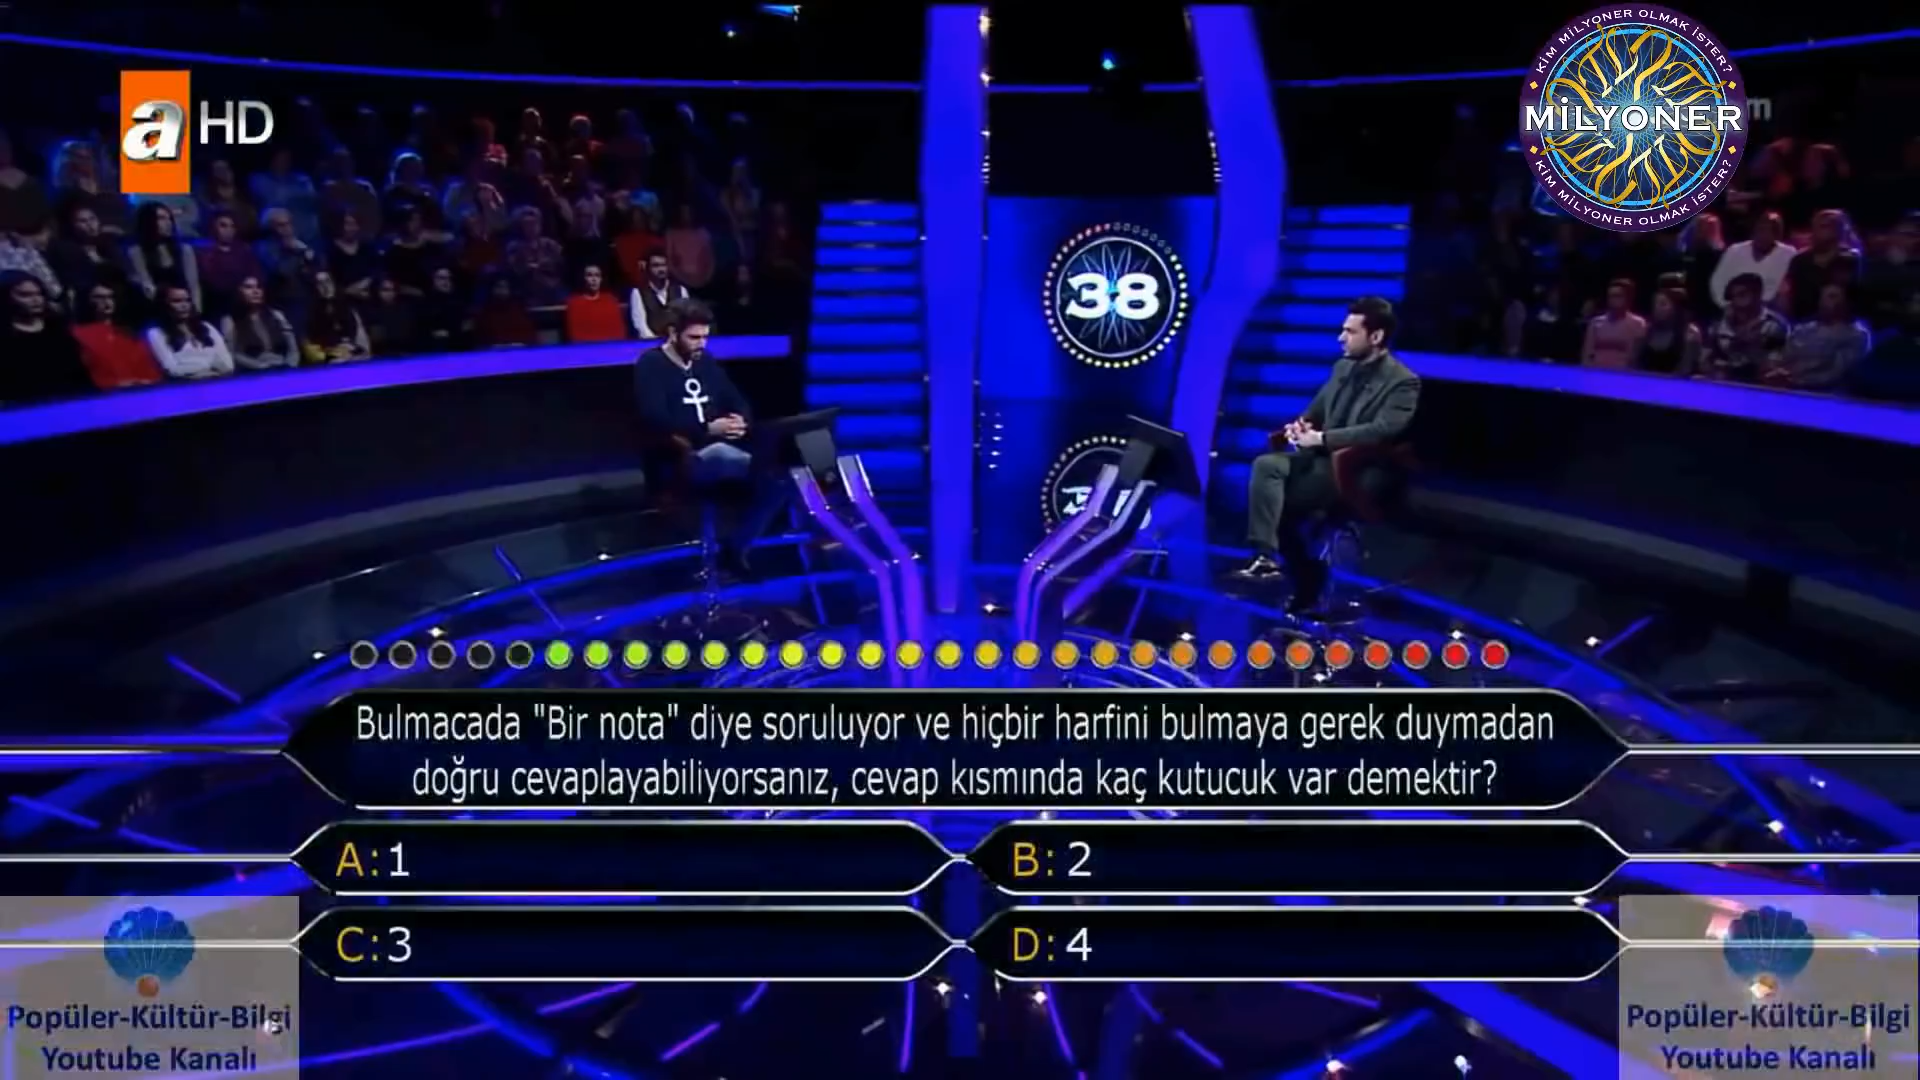 a HD
KİM MİLYONER OLMAK İSTER?
MİLYONER
KİM MİLYONER OLMAK İSTER?
38
Bulmacada "Bir nota" diye soruluyor ve hiçbir harfini bulmaya gerek duymadan
doğru cevaplayabiliyorsanız, cevap kısmında kaç kutucuk var demektir?
A: 1
B: 2
C: 3
D: 4
Popüler-Kültür-Bilgi
Youtube Kanalı
Popüler-Kültür-Bilgi
Youtube Kanalı